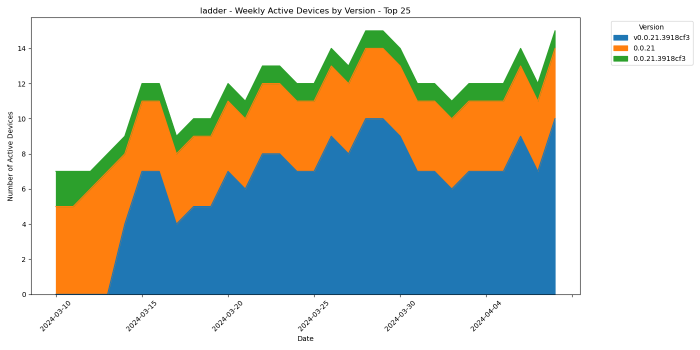 ladder - Weekly Active Devices by Version - Top 25
Version
v0.0.21.3918cf3
0.0.21
0.0.21.3918cf3
Number of Active Devices
14
12
10
8
6
4
2
0
2024-03-10
2024-03-15
2024-03-20
2024-03-25
2024-03-30
2024-04-04
Date